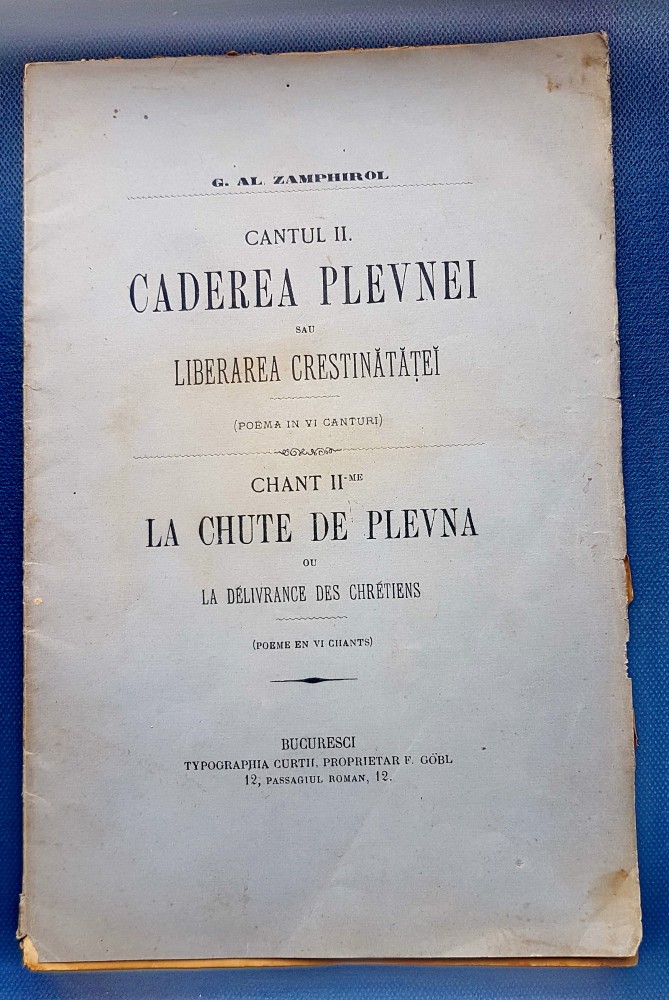 G. AL. ZAMPHIROL
CANTUL II.
CADEREA PLEVNEI
SAU
LIBERAREA CRESTINĂTĂȚEĬ
(POEMA IN VI CANTURI)
CHANT II-ME
LA CHUTE DE PLEVNA
OU
LA DÉLIVRANCE DES CHRÉTIENS
(POEME EN VI CHANTS)
BUCURESCI
TYPOGRAPHIA CURTII, PROPRIETAR F. GÖBL
12, PASSAGIUL ROMAN, 12.